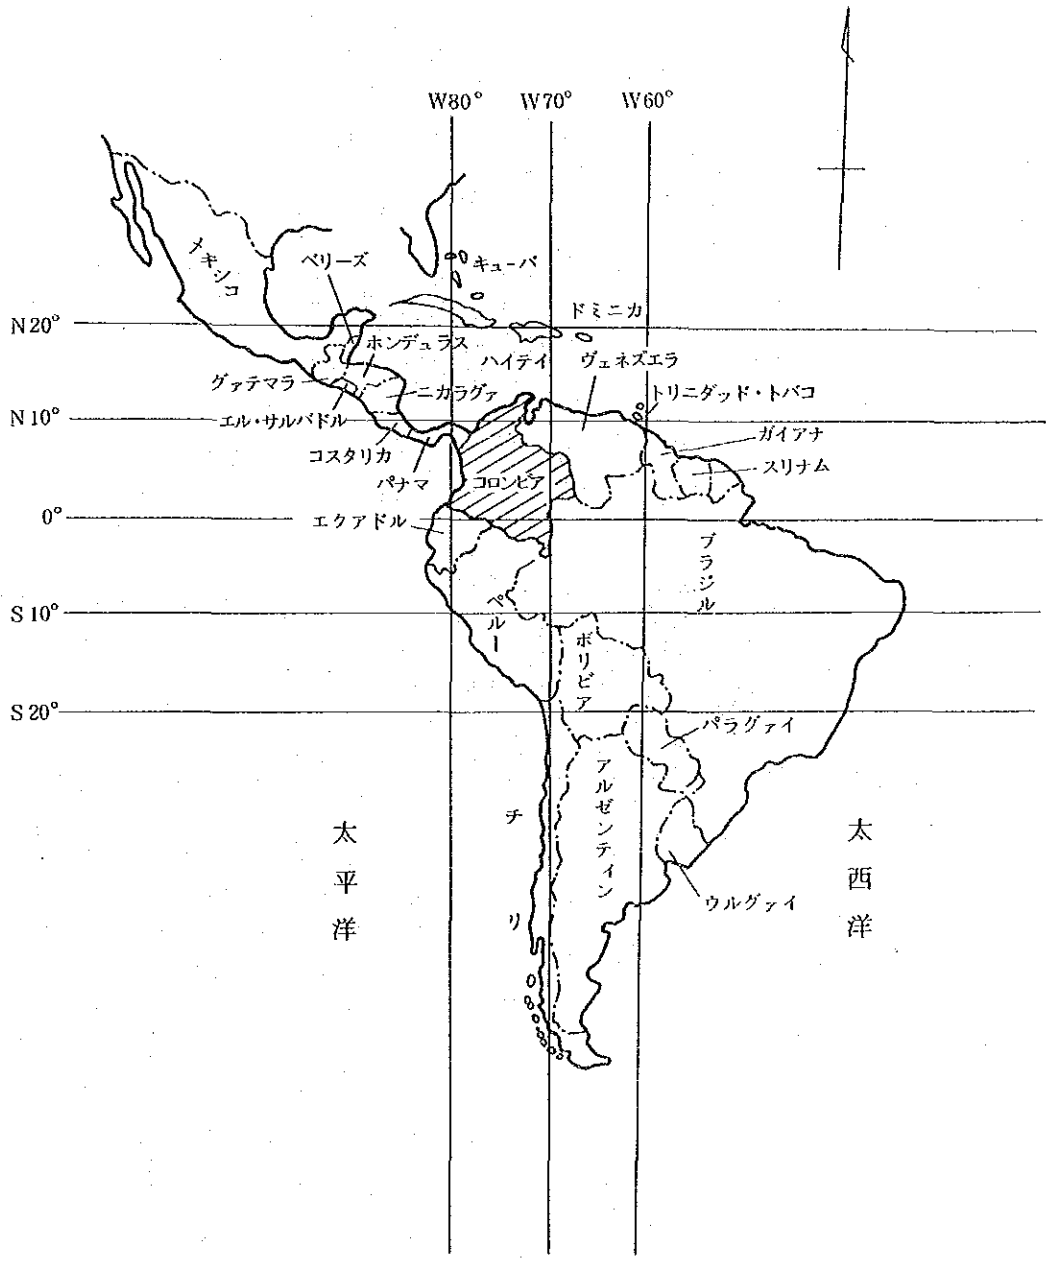 W80° W70° W60°
メキシコ
ベリーズ
キューバ
ドミニカ
N20°
ホンデュラス
ハイテイ
ヴェネズエラ
グァテマラ
ニカラグァ
トリニダッド・トバコ
N10°
エル・サルバドル
ガイアナ
コスタリカ
スリナム
パナマ
コロンビア
0°
エクアドル
ブラジル
ペルー
S10°
ボリビア
S20°
パラグァイ
アルゼンティン
チリ
太平洋
太西洋
ウルグァイ